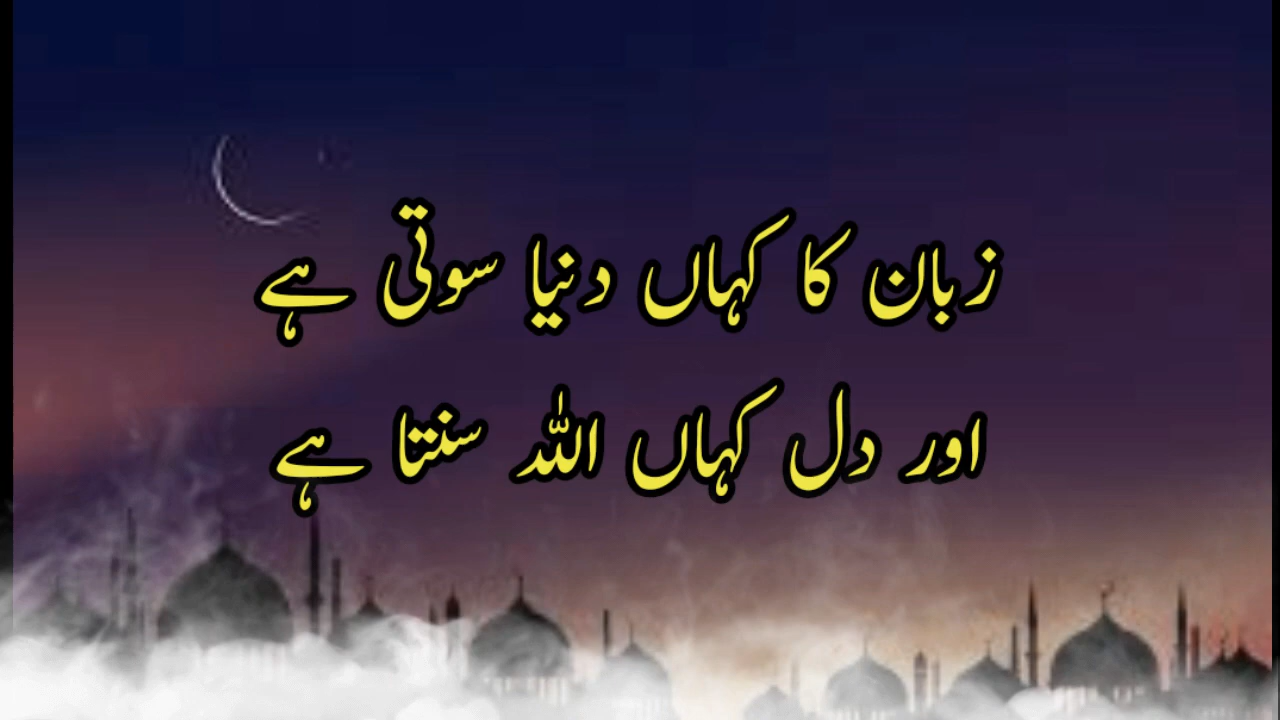 زبان کا کہاں دنیا سوتی ہے
اور دل کہاں اللہ سنتا ہے